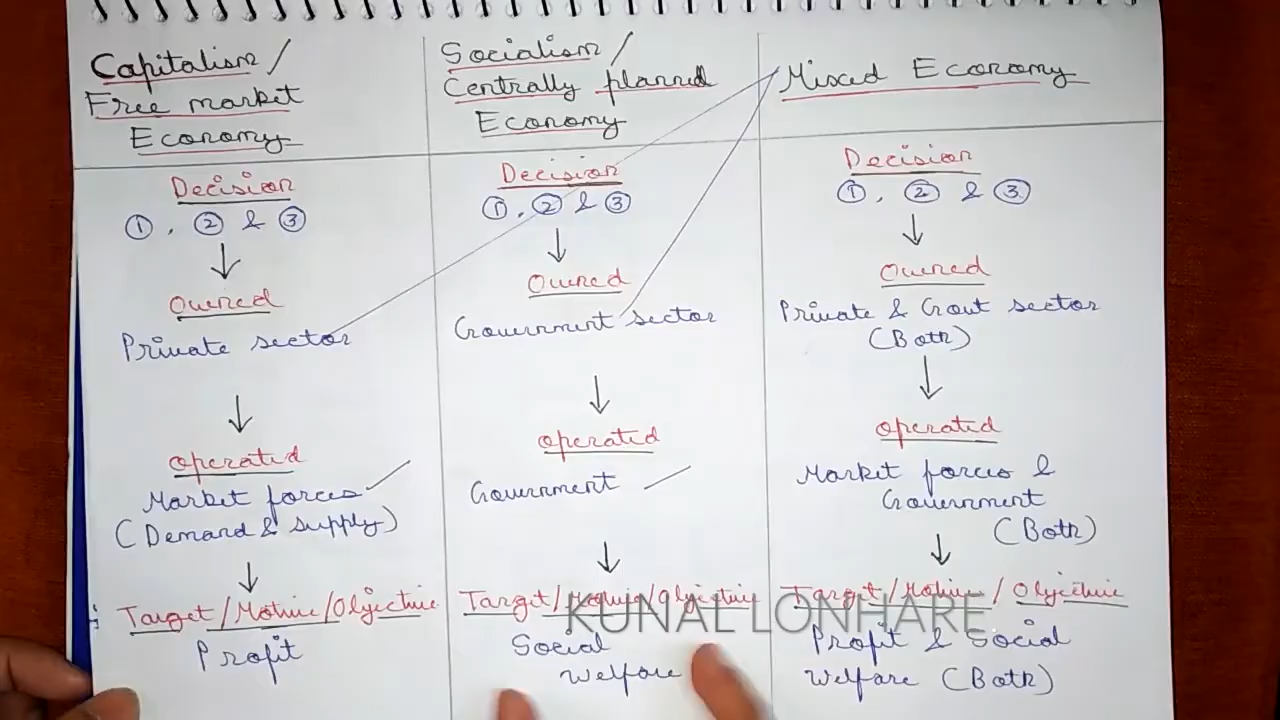 Capitalism /
Free market
Economy
Decision
①, ② & ③
↓
Owned
Private sector
↓
Operated
Market forces
(Demand & Supply)
↓
Target/Motive/Objective
Profit
Socialism /
Centrally planned
Economy
Decision
①, ② & ③
↓
Owned
Government sector
↓
Operated
Government
↓
Target/Motive/Objective
Social
Welfare
Mixed Economy
Decision
①, ② & ③
↓
Owned
Private & Govt sector
(Both)
↓
Operated
Market forces &
Government
(Both)
↓
Target/Motive/Objective
Profit & Social
Welfare (Both)
KUNAL LONHARE